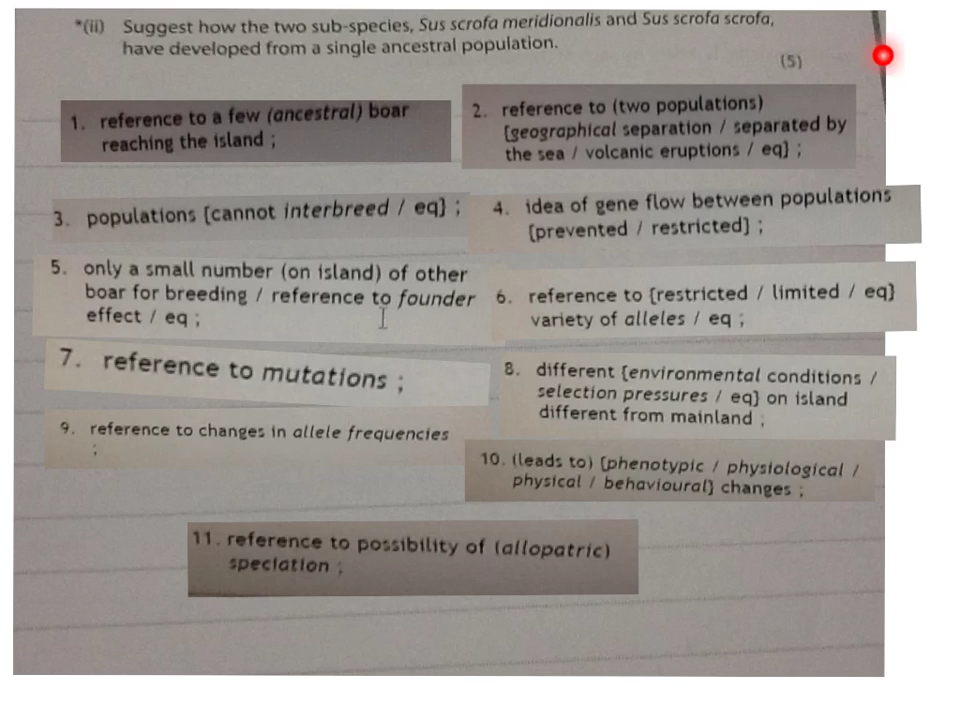 *(ii) Suggest how the two sub-species, Sus scrofa meridionalis and Sus scrofa scrofa,
have developed from a single ancestral population.
(5)
1. reference to a few (ancestral) boar
reaching the island ;
2. reference to (two populations)
{geographical separation / separated by
the sea / volcanic eruptions / eq} ;
3. populations {cannot interbreed / eq} ;
4. idea of gene flow between populations
{prevented / restricted} ;
5. only a small number (on island) of other
boar for breeding / reference to founder
effect / eq ;
6. reference to {restricted / limited / eq}
variety of alleles / eq ;
7. reference to mutations ;
8. different {environmental conditions /
selection pressures / eq} on island
different from mainland ;
9. reference to changes in allele frequencies
;
10. (leads to) {phenotypic / physiological /
physical / behavioural} changes ;
11. reference to possibility of (allopatric)
speciation ;